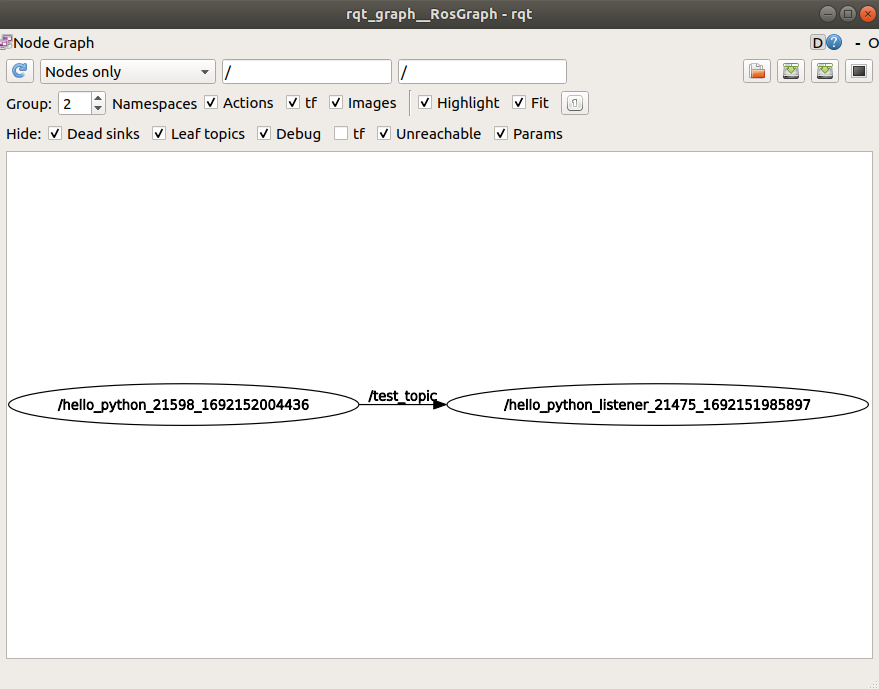 rqt_graph__RosGraph - rqt
Node Graph
D ? - O
Nodes only / /
Group: 2 Namespaces Actions tf Images Highlight Fit
Hide: Dead sinks Leaf topics Debug tf Unreachable Params
/test_topic
/hello_python_21598_1692152004436 /hello_python_listener_21475_1692151985897